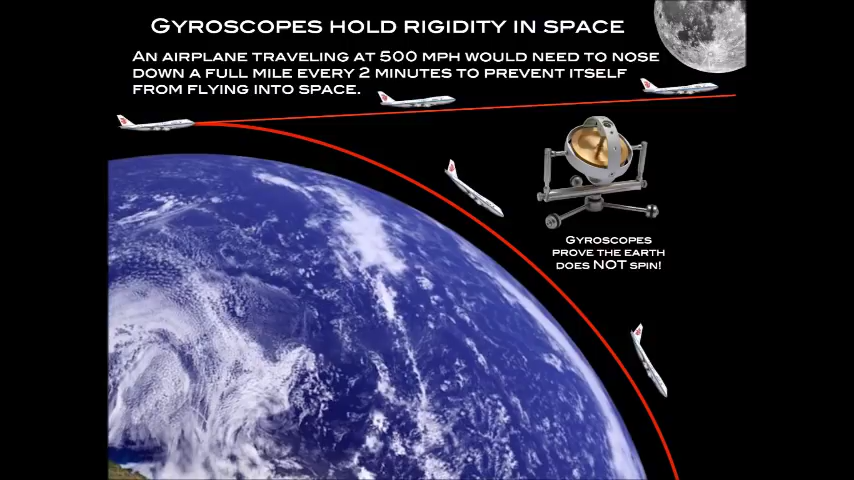 Gyroscopes hold rigidity in space
An airplane traveling at 500 mph would need to nose
down a full mile every 2 minutes to prevent itself
from flying into space.
Gyroscopes
prove the earth
does NOT spin!